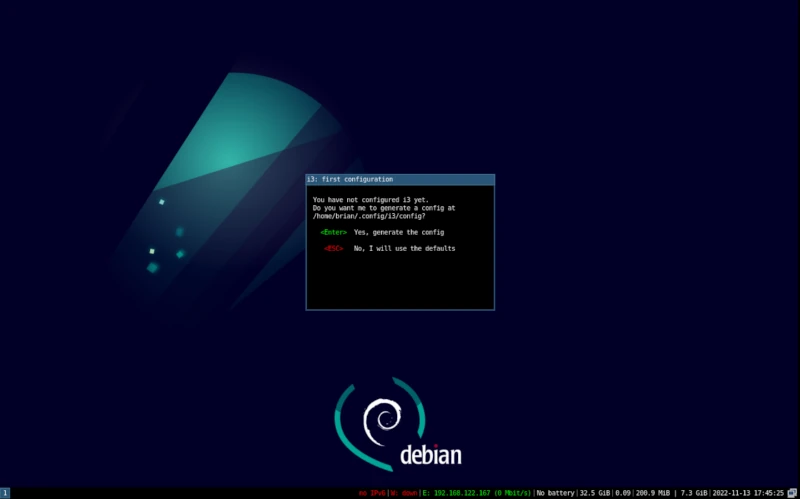 i3: first configuration
You have not configured i3 yet.
Do you want me to generate a config at
/home/brian/.config/i3/config?
<Enter> Yes, generate the config
<ESC> No, I will use the defaults
debian
1
no IPv6|W: down|E: 192.168.122.167 (0 Mbit/s)|No battery|32.5 GiB|0.09|200.9 MiB | 7.3 GiB|2022-11-13 17:45:25